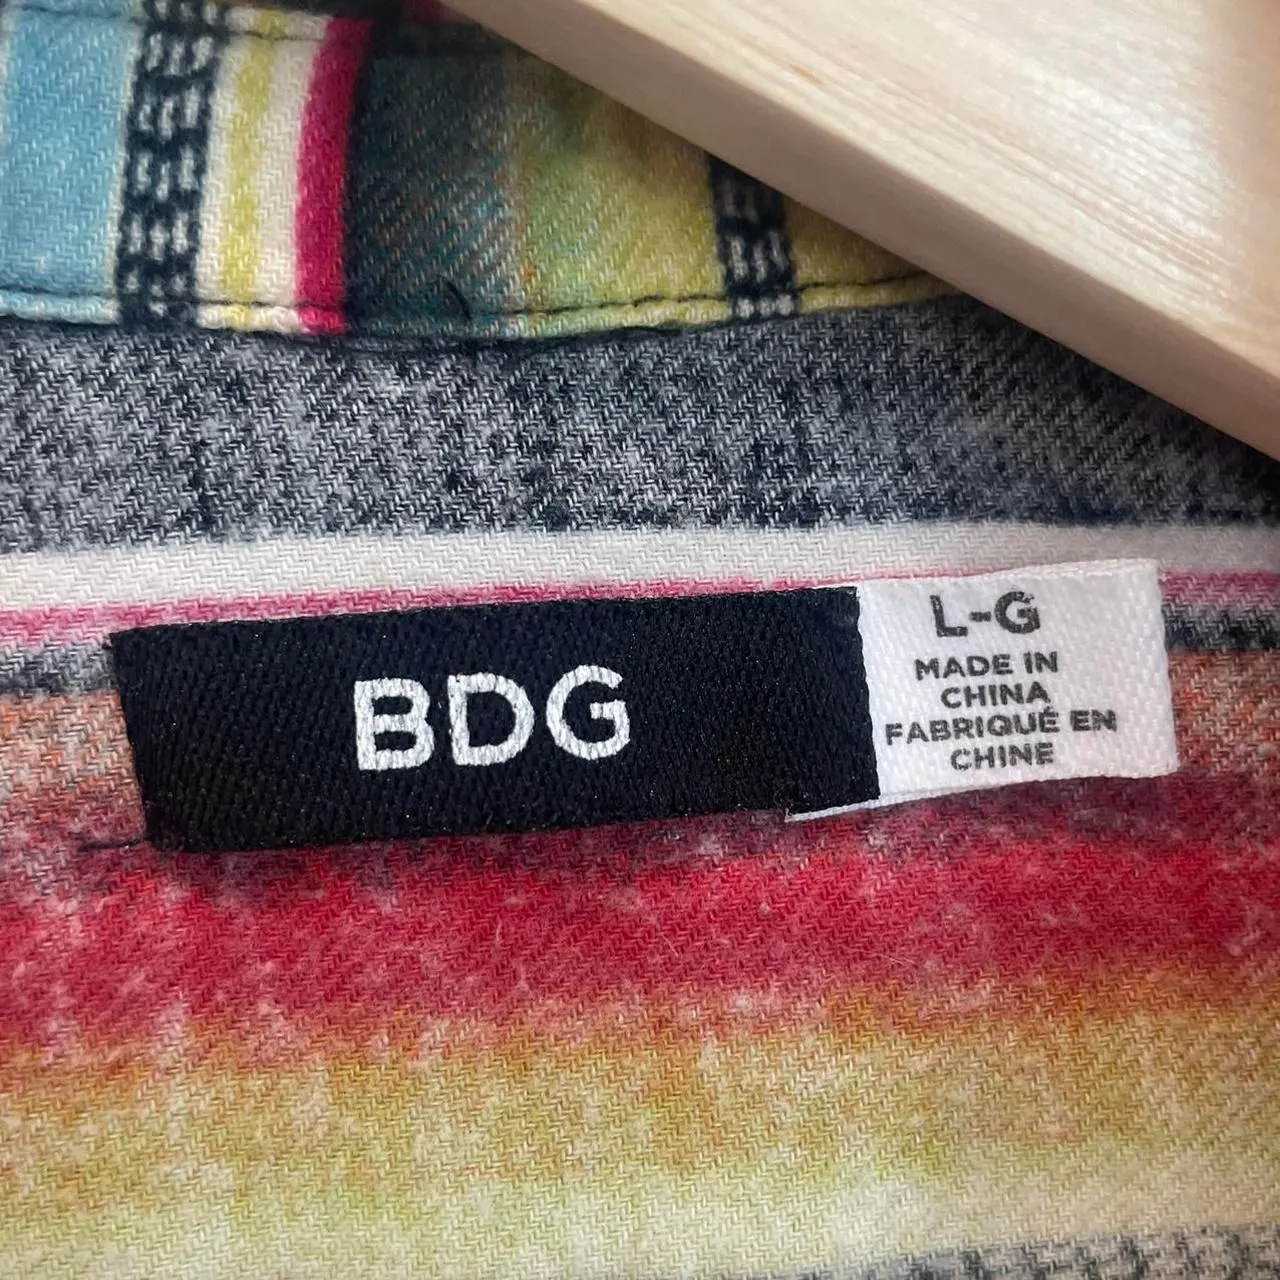 BDG
L-G
MADE IN
CHINA
FABRIQUÉ EN
CHINE